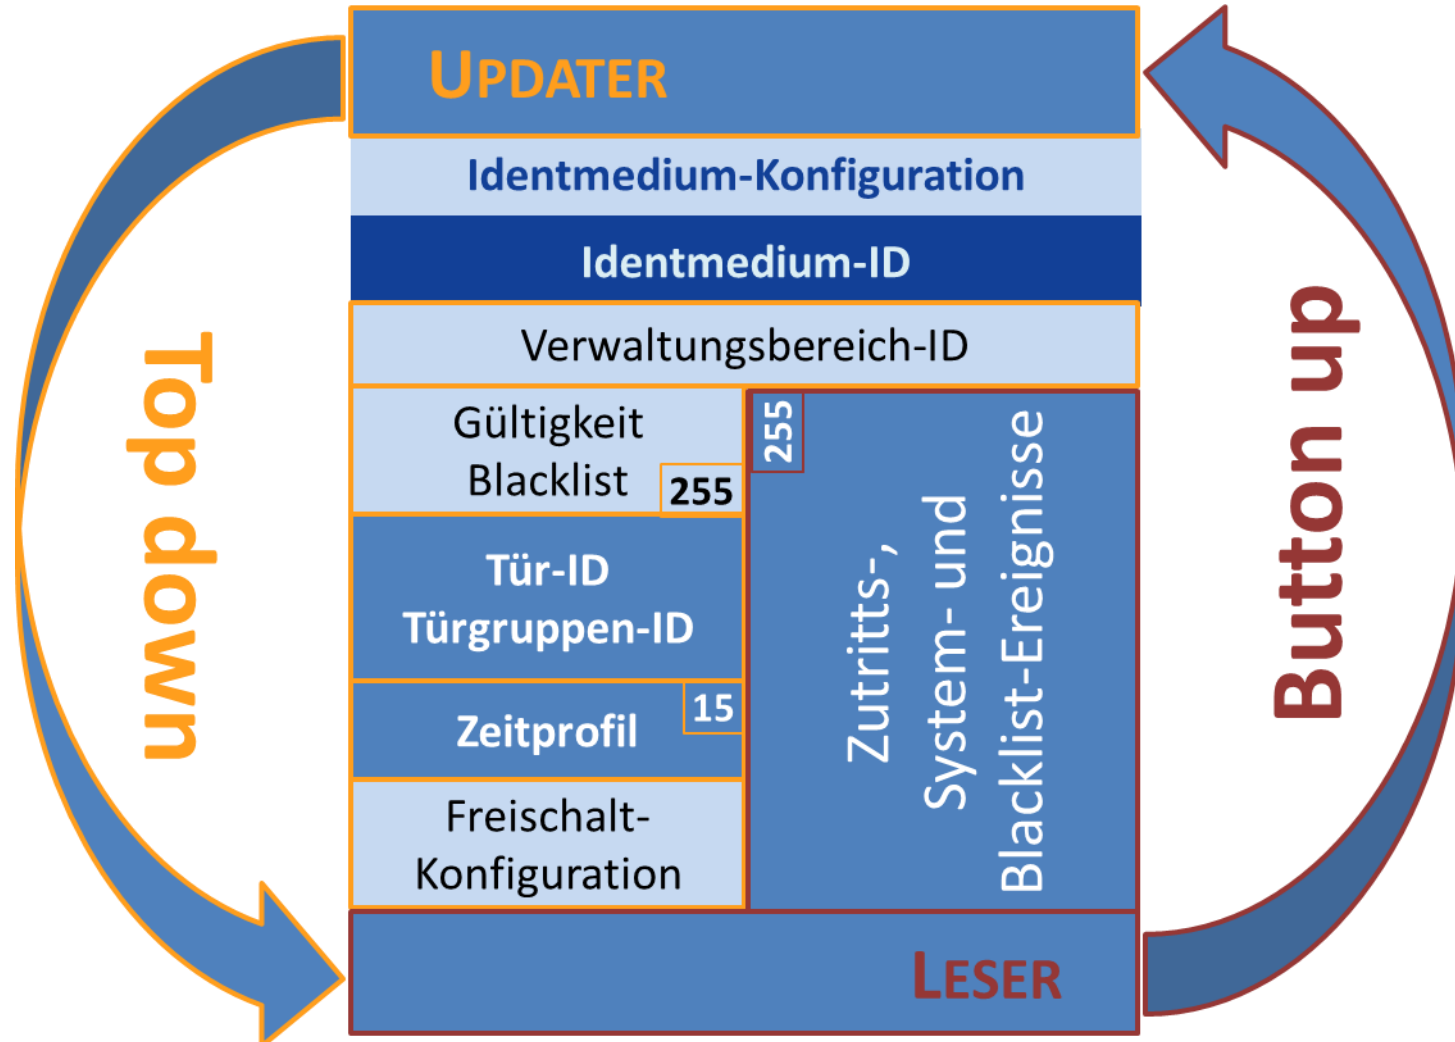 UPDATER
Identmedium-Konfiguration
Identmedium-ID
Verwaltungsbereich-ID
Gültigkeit
Blacklist
255
Tür-ID
Türgruppen-ID
15
Zeitprofil
Freischalt-
Konfiguration
255
Zutritts-,
System- und
Blacklist-Ereignisse
LESER
Top down
Button up